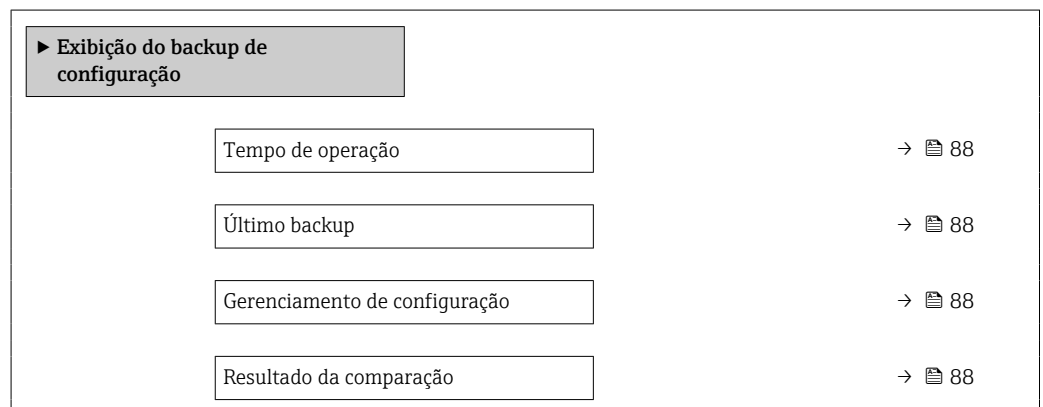 ▶ Exibição do backup de
configuração
Tempo de operação → 88
Último backup → 88
Gerenciamento de configuração → 88
Resultado da comparação → 88